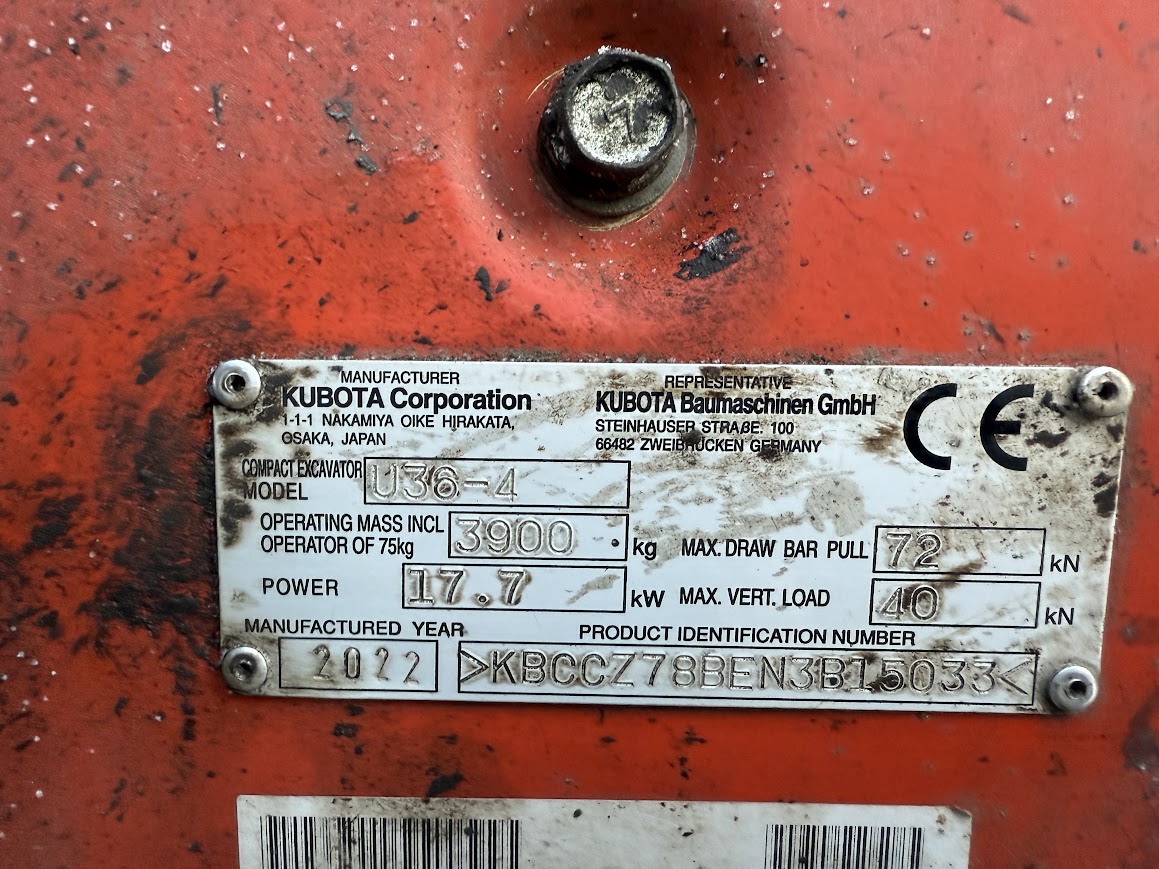 MANUFACTURER
KUBOTA Corporation
1-1-1 NAKAMIYA OIKE HIRAKATA,
OSAKA, JAPAN
REPRESENTATIVE
KUBOTA Baumaschinen GmbH
STEINHAUSER STRAßE. 100
66482 ZWEIBRÜCKEN GERMANY
CE
COMPACT EXCAVATOR
MODEL U36-4
OPERATING MASS INCL
OPERATOR OF 75kg 3900 kg
MAX. DRAW BAR PULL 72 kN
POWER 17.7 kW
MAX. VERT. LOAD 40 kN
MANUFACTURED YEAR
2022
PRODUCT IDENTIFICATION NUMBER
>KBCCZ78BEN3B15033<